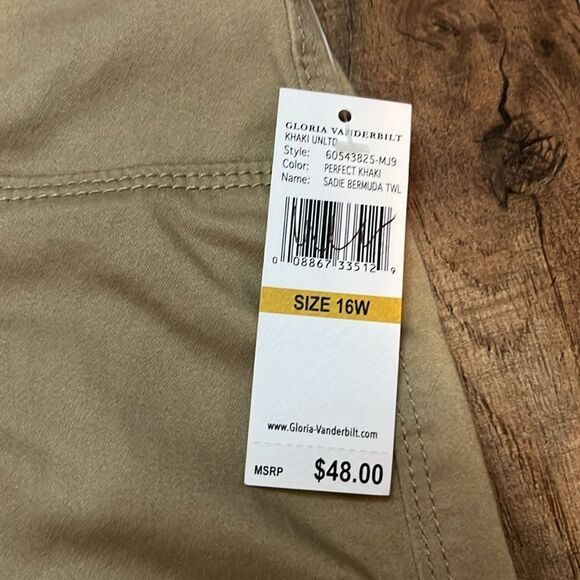 GLORIA VANDERBILT
KHAKI UNLTD
Style: 60543825-MJ9
Color: PERFECT KHAKI
Name: SADIE BERMUDA TWL
0 08867 33512 9
SIZE 16W
www.Gloria-Vanderbilt.com
MSRP $48.00